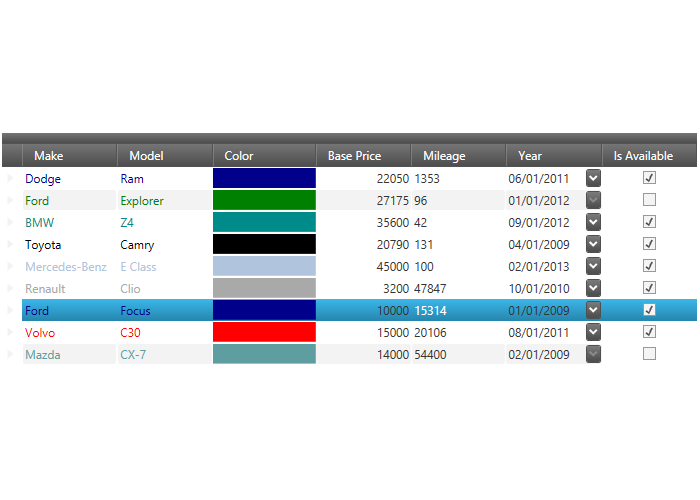 Make Model Color Base Price Mileage Year Is Available
Dodge Ram 22050 1353 06/01/2011
Ford Explorer 27175 96 01/01/2012
BMW Z4 35600 42 09/01/2012
Toyota Camry 20790 131 04/01/2009
Mercedes-Benz E Class 45000 100 02/01/2013
Renault Clio 3200 47847 10/01/2010
Ford Focus 10000 15314 01/01/2009
Volvo C30 15000 20106 08/01/2011
Mazda CX-7 14000 54400 02/01/2009